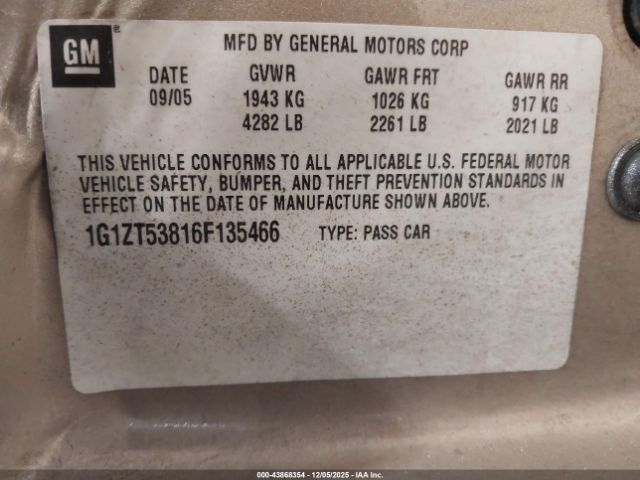 GM®
MFD BY GENERAL MOTORS CORP
DATE GVWR GAWR FRT GAWR RR
09/05 1943 KG 1026 KG 917 KG
4282 LB 2261 LB 2021 LB
THIS VEHICLE CONFORMS TO ALL APPLICABLE U.S. FEDERAL MOTOR
VEHICLE SAFETY, BUMPER, AND THEFT PREVENTION STANDARDS IN
EFFECT ON THE DATE OF MANUFACTURE SHOWN ABOVE.
1G1ZT53816F135466 TYPE: PASS CAR
000-43868354 - 12/05/2025 - IAA Inc.